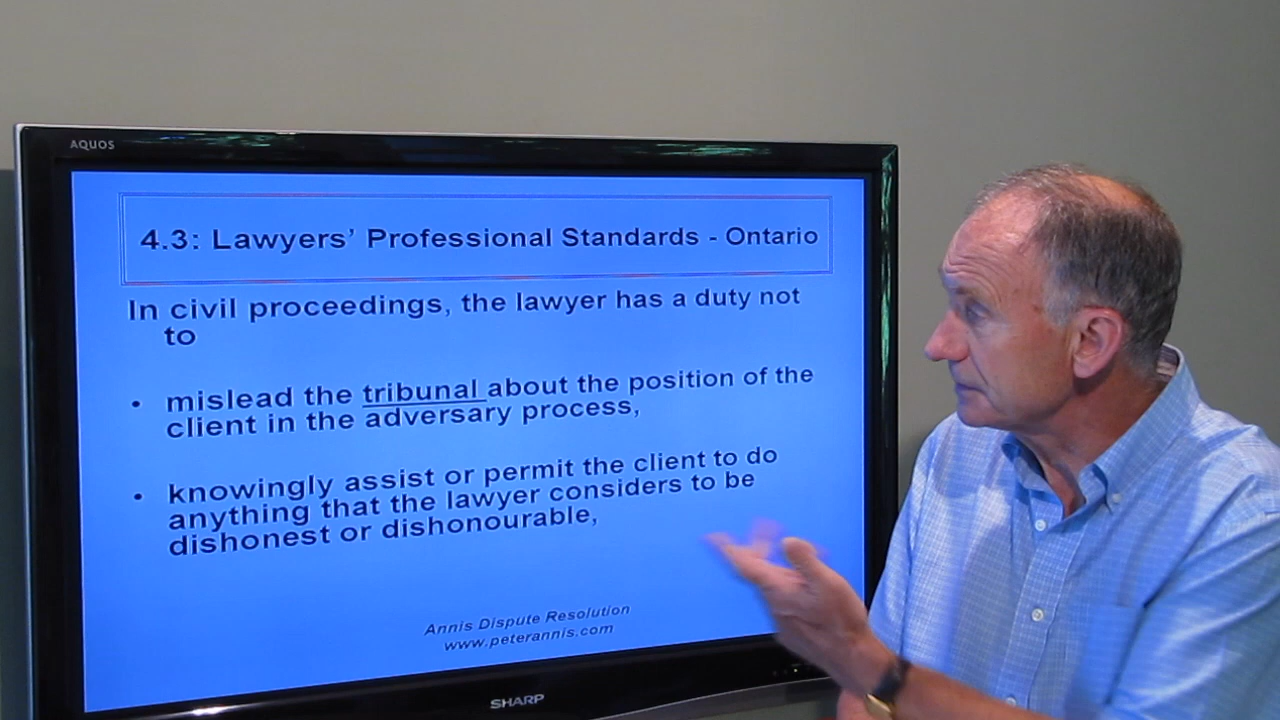 AQUOS
4.3: Lawyers’ Professional Standards - Ontario
In civil proceedings, the lawyer has a duty not
to
• mislead the tribunal about the position of the
client in the adversary process,
• knowingly assist or permit the client to do
anything that the lawyer considers to be
dishonest or dishonourable,
Annis Dispute Resolution
www.peterannis.com
SHARP